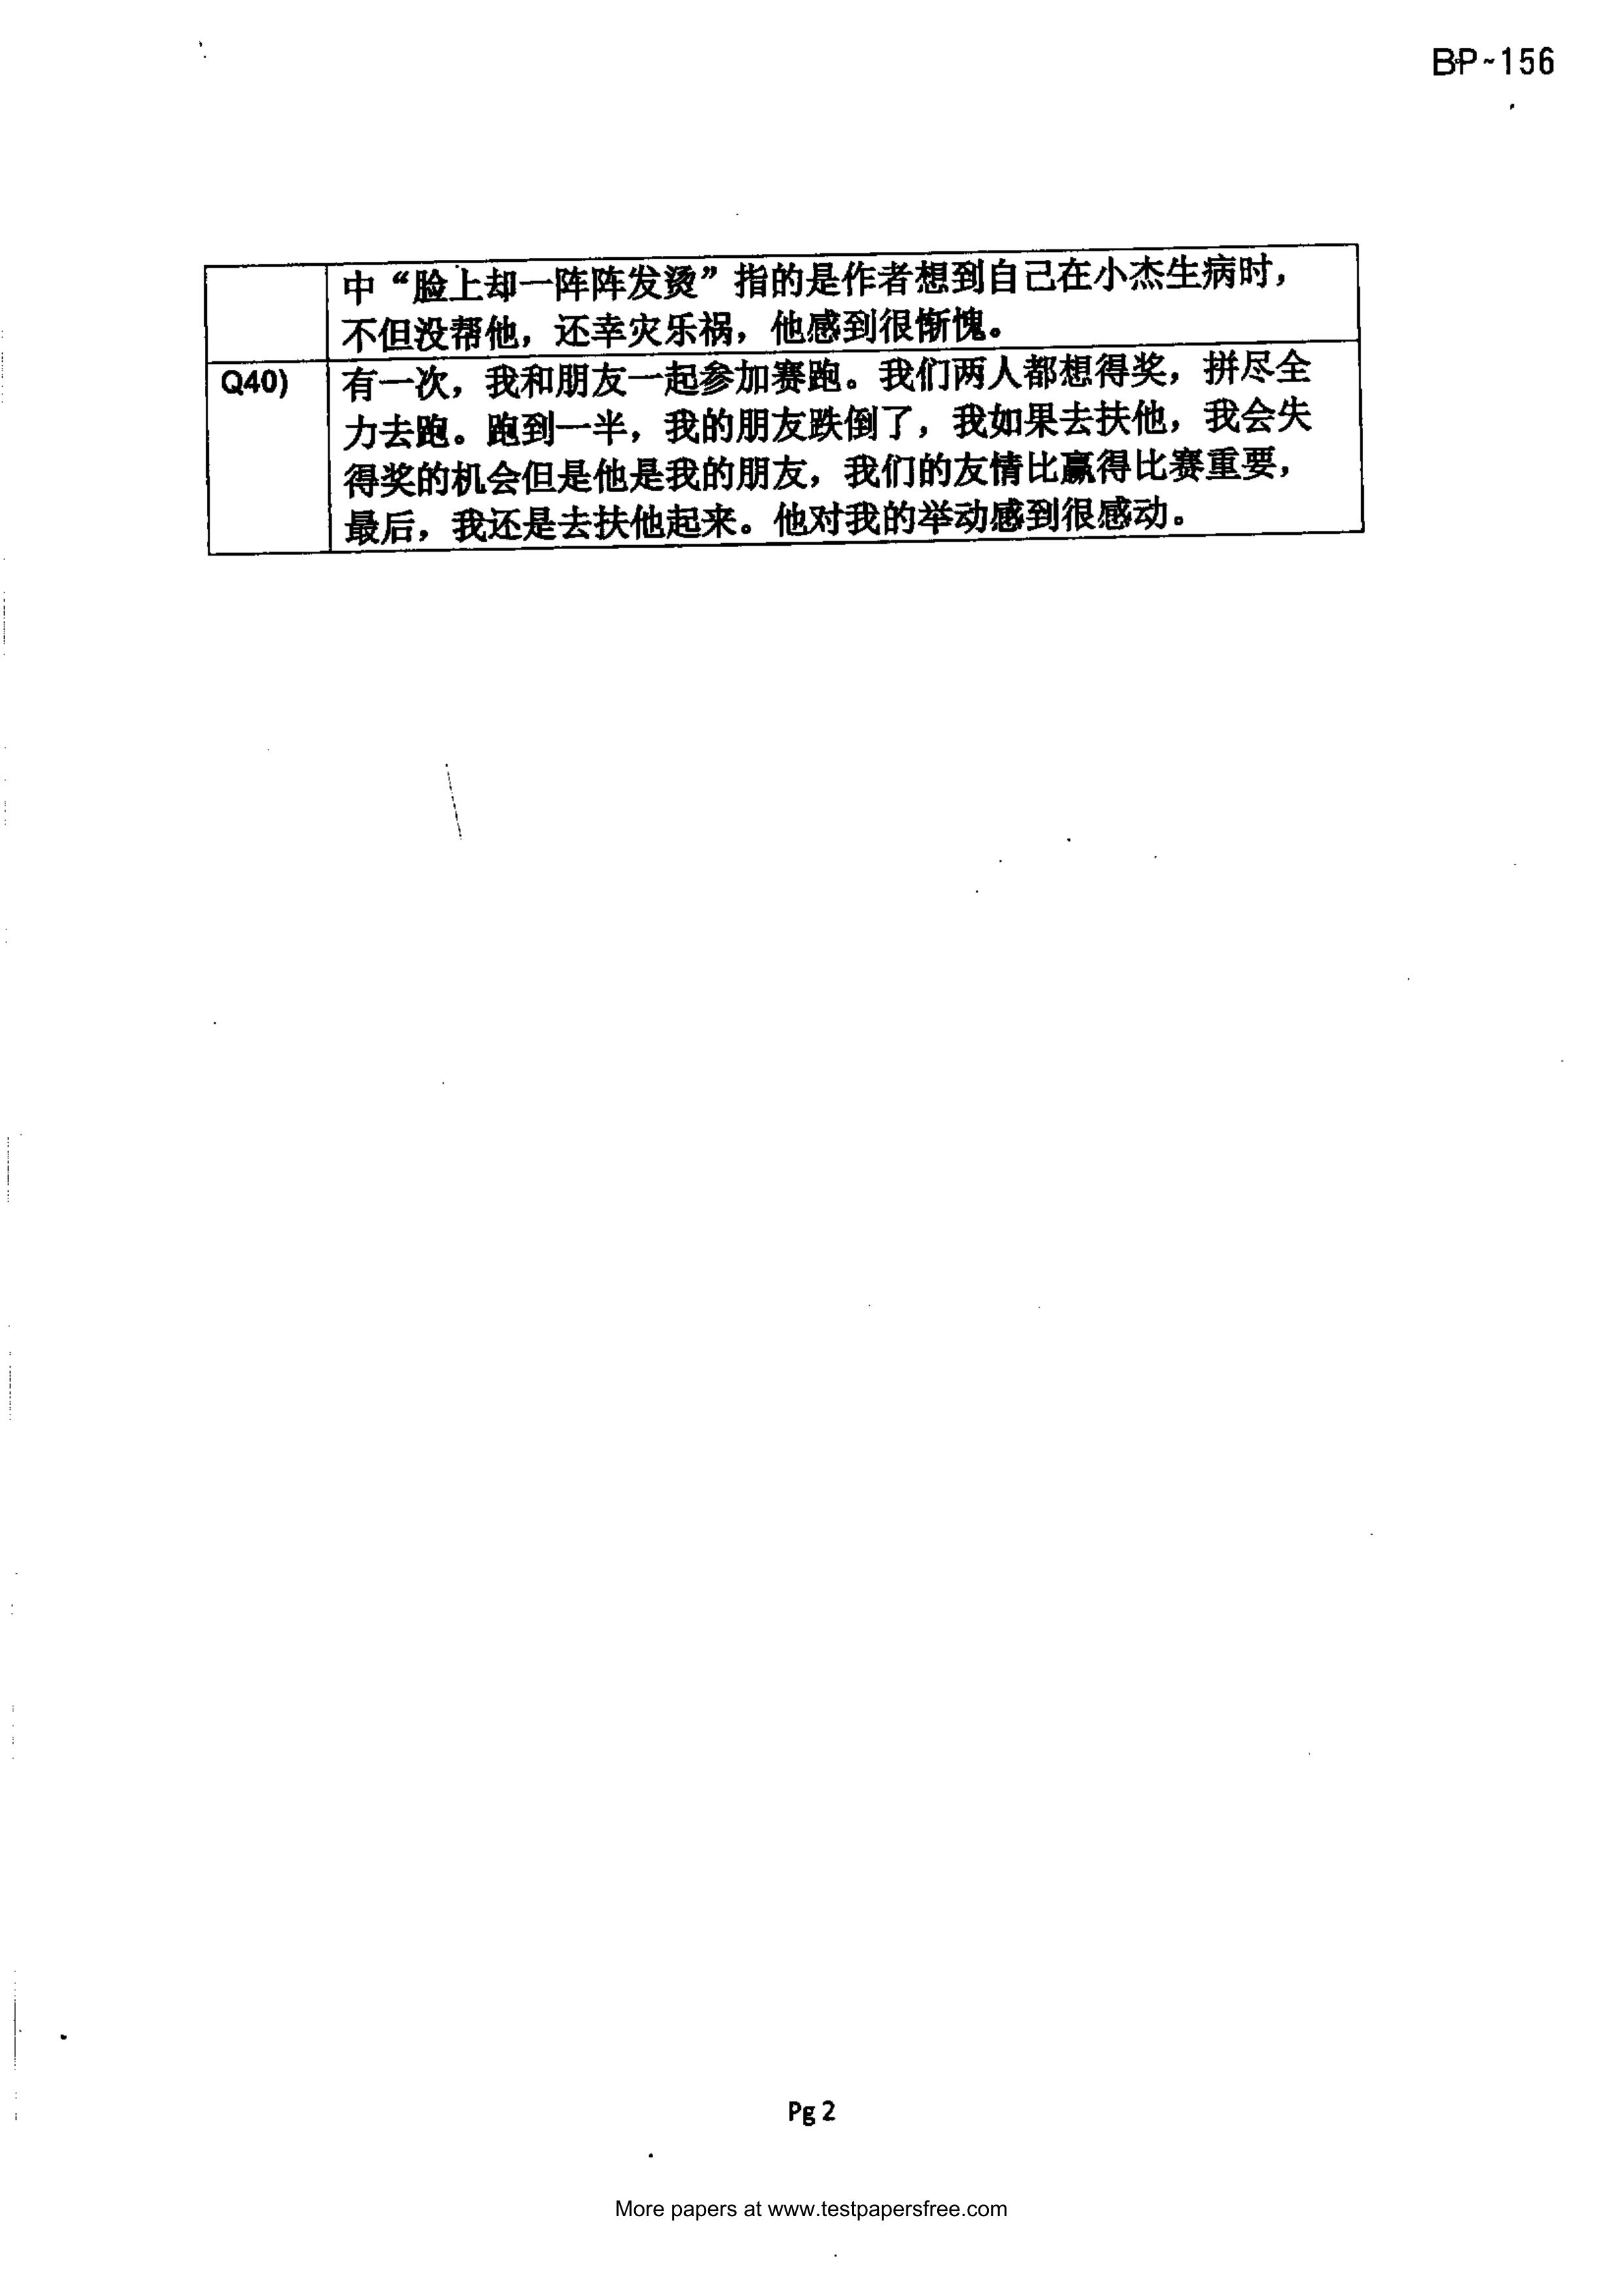 BP~156
中“脸上却一阵阵发烫”指的是作者想到自己在小杰生病时，
不但没帮他，还幸灾乐祸，他感到很惭愧。
Q40) 有一次，我和朋友一起参加赛跑。我们两人都想得奖，拼尽全
力去跑。跑到一半，我的朋友跌倒了，我如果去扶他，我会失
得奖的机会但是他是我的朋友，我们的友情比赢得比赛重要，
最后，我还是去扶他起来。他对我的举动感到很感动。
Pg 2
More papers at www.testpapersfree.com